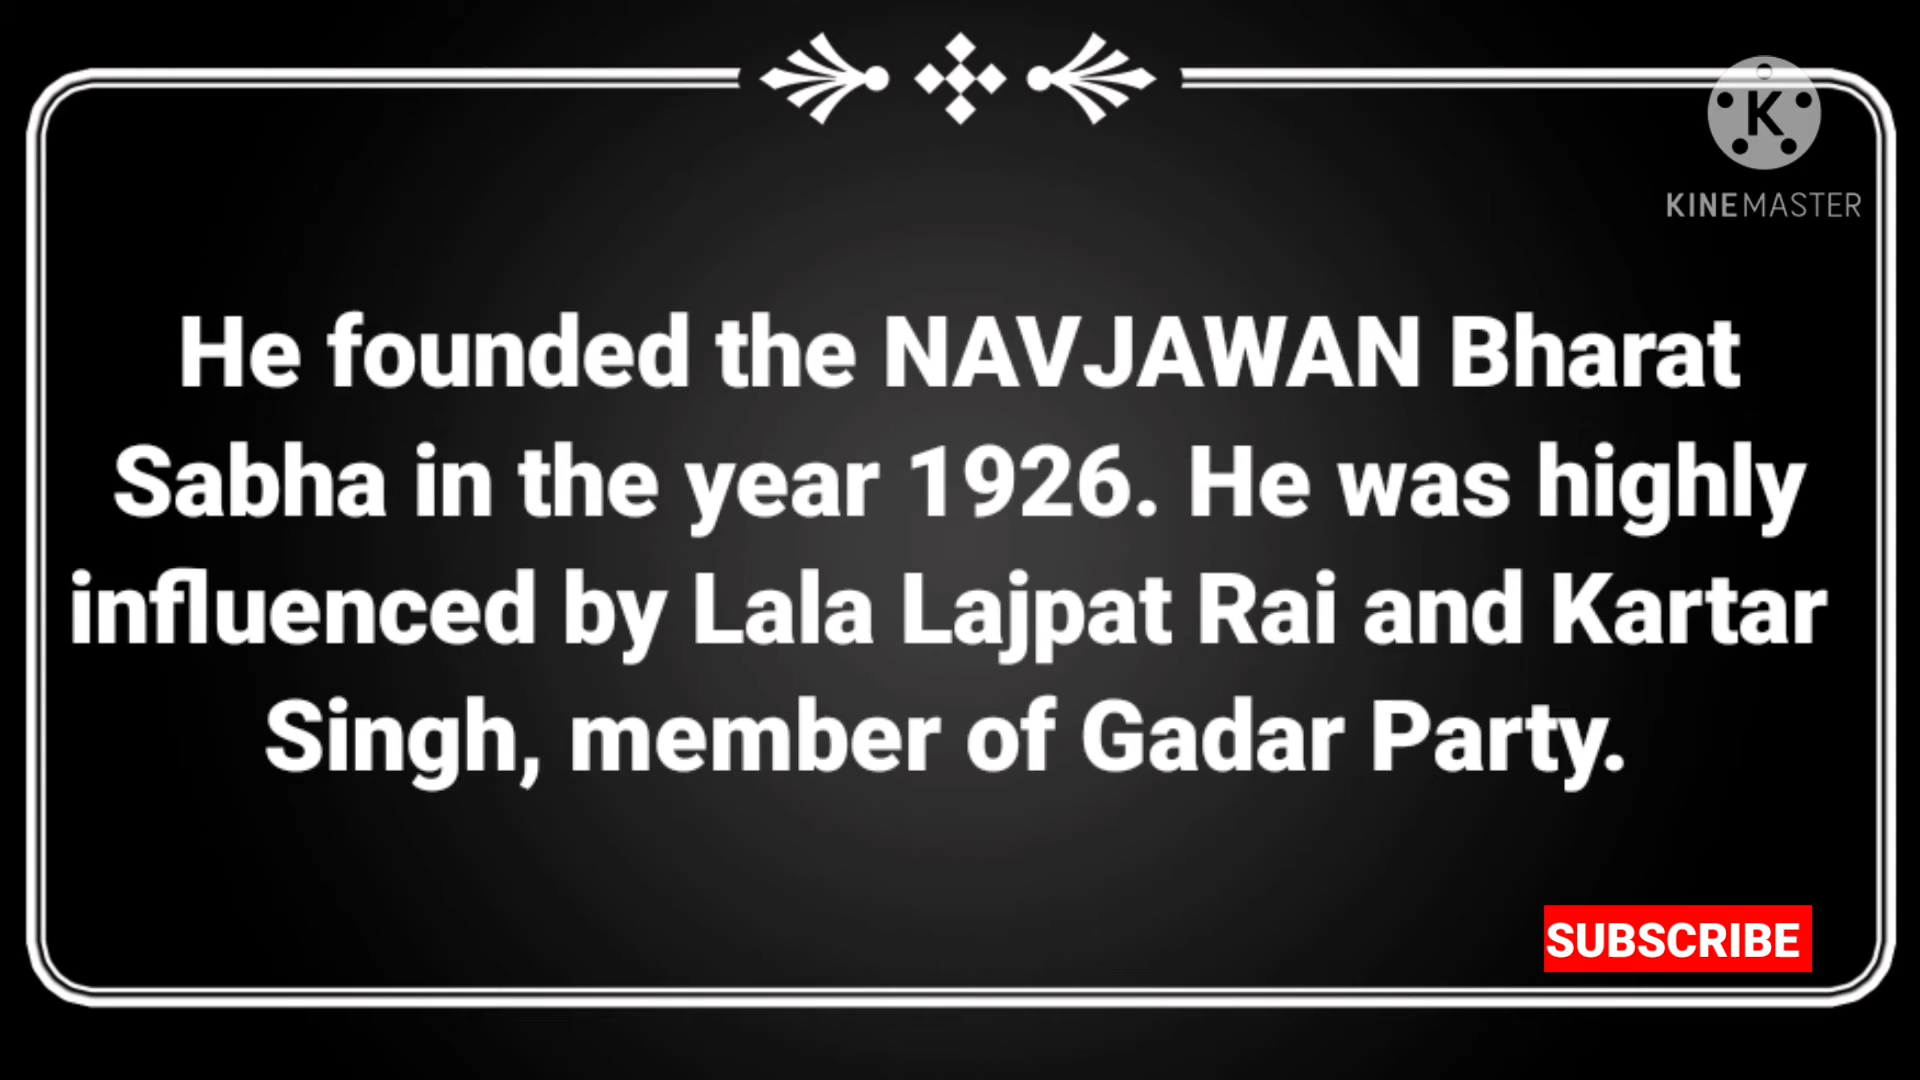 K
KINEMASTER
He founded the NAVJAWAN Bharat
Sabha in the year 1926. He was highly
influenced by Lala Lajpat Rai and Kartar
Singh, member of Gadar Party.
SUBSCRIBE